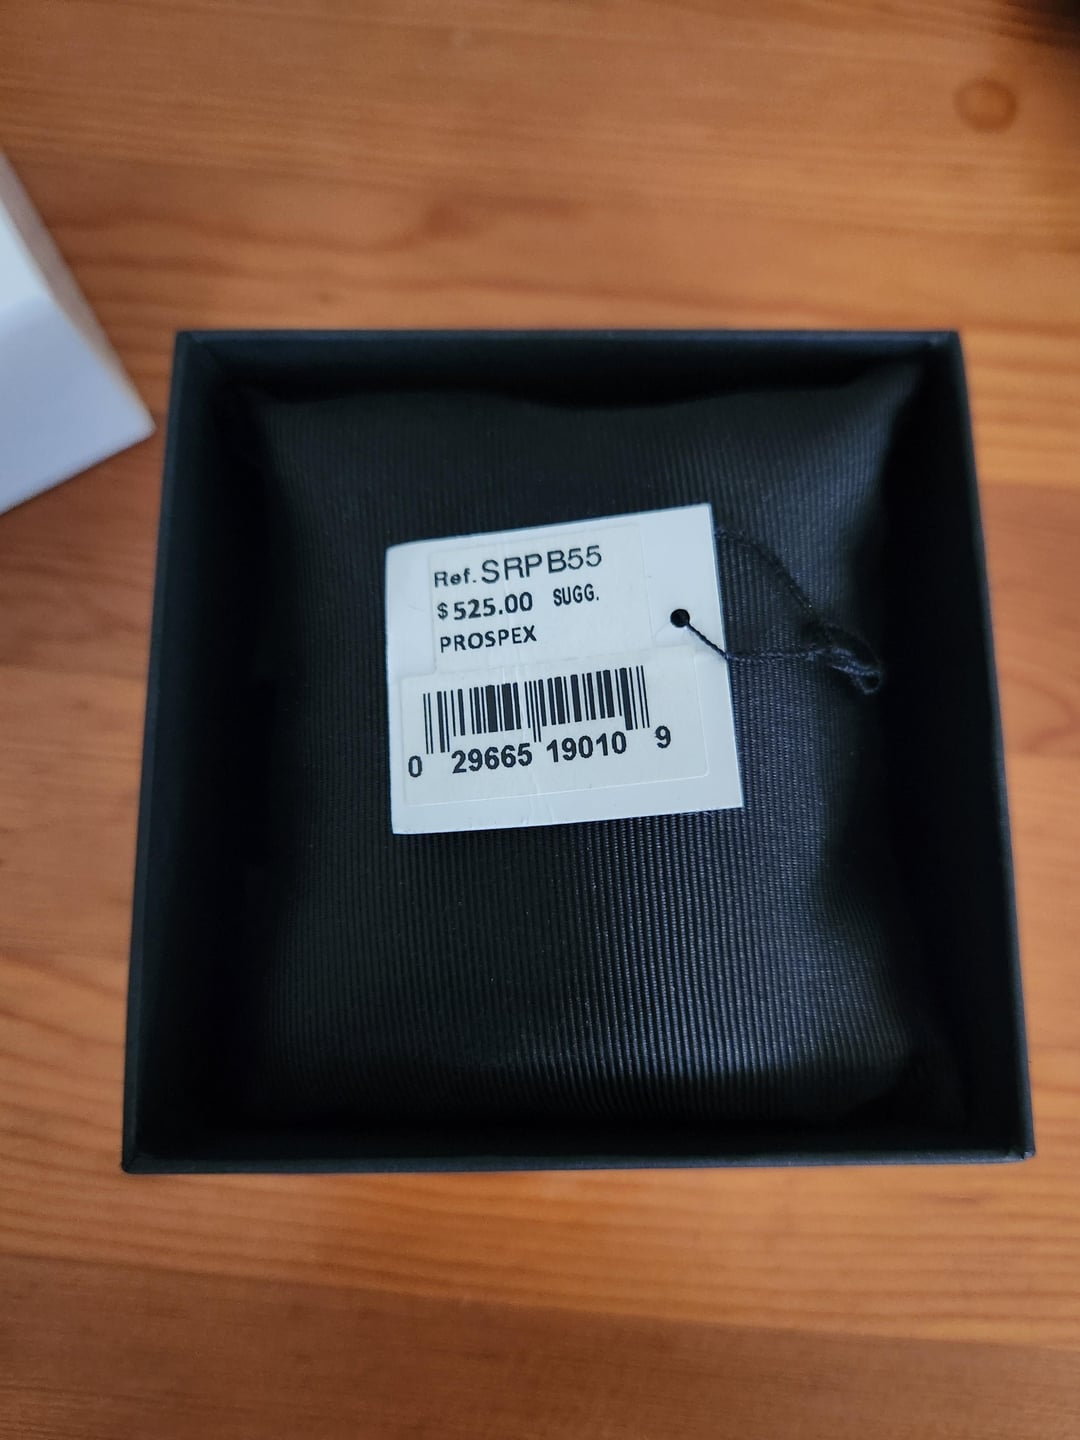 Ref. SRPB55
$525.00 SUGG.
PROSPEX
0 29665 19010 9